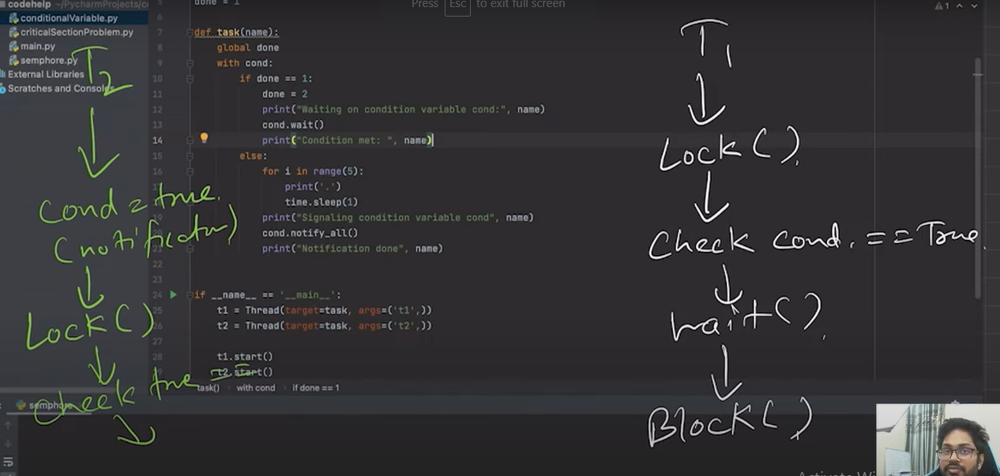 Press Esc to exit full screen
codehelp ~/PycharmProjects/co
conditionalVariable.py
criticalSectionProblem.py
main.py
semphore.py
External Libraries
Scratches and Consoles
5 done = 1
6
7 def task(name):
8 global done
9 with cond:
10 if done == 1:
11 done = 2
12 print("Waiting on condition variable cond:", name)
13 cond.wait()
14 print("Condition met: ", name)
15 else:
16 for i in range(5):
print('.')
time.sleep(1)
19 print("Signaling condition variable cond", name)
20 cond.notify_all()
21 print("Notification done", name)
22
23
24 if __name__ == '__main__':
25 t1 = Thread(target=task, args=('t1',))
26 t2 = Thread(target=task, args=('t2',))
27
28 t1.start()
t2.start()
task() › with cond › if done == 1
semphore
1
T2
Cond = true.
(notification)
Lock()
check true ==
T1
Lock().
Check cond. == True.
wait().
Block()